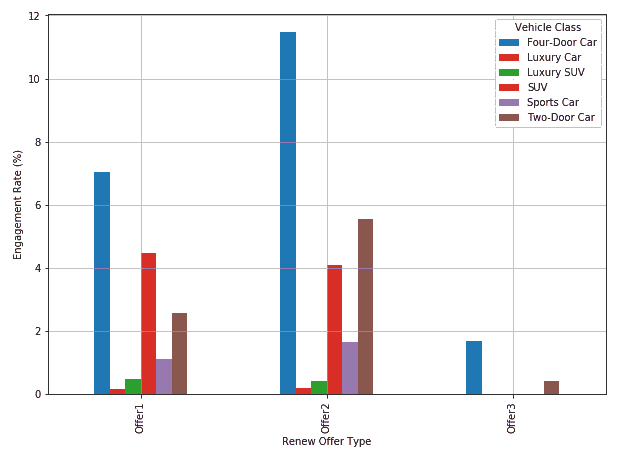 12
10
8
6
4
2
0
Engagement Rate (%)
Vehicle Class
Four-Door Car
Luxury Car
Luxury SUV
SUV
Sports Car
Two-Door Car
Offer1
Offer2
Offer3
Renew Offer Type